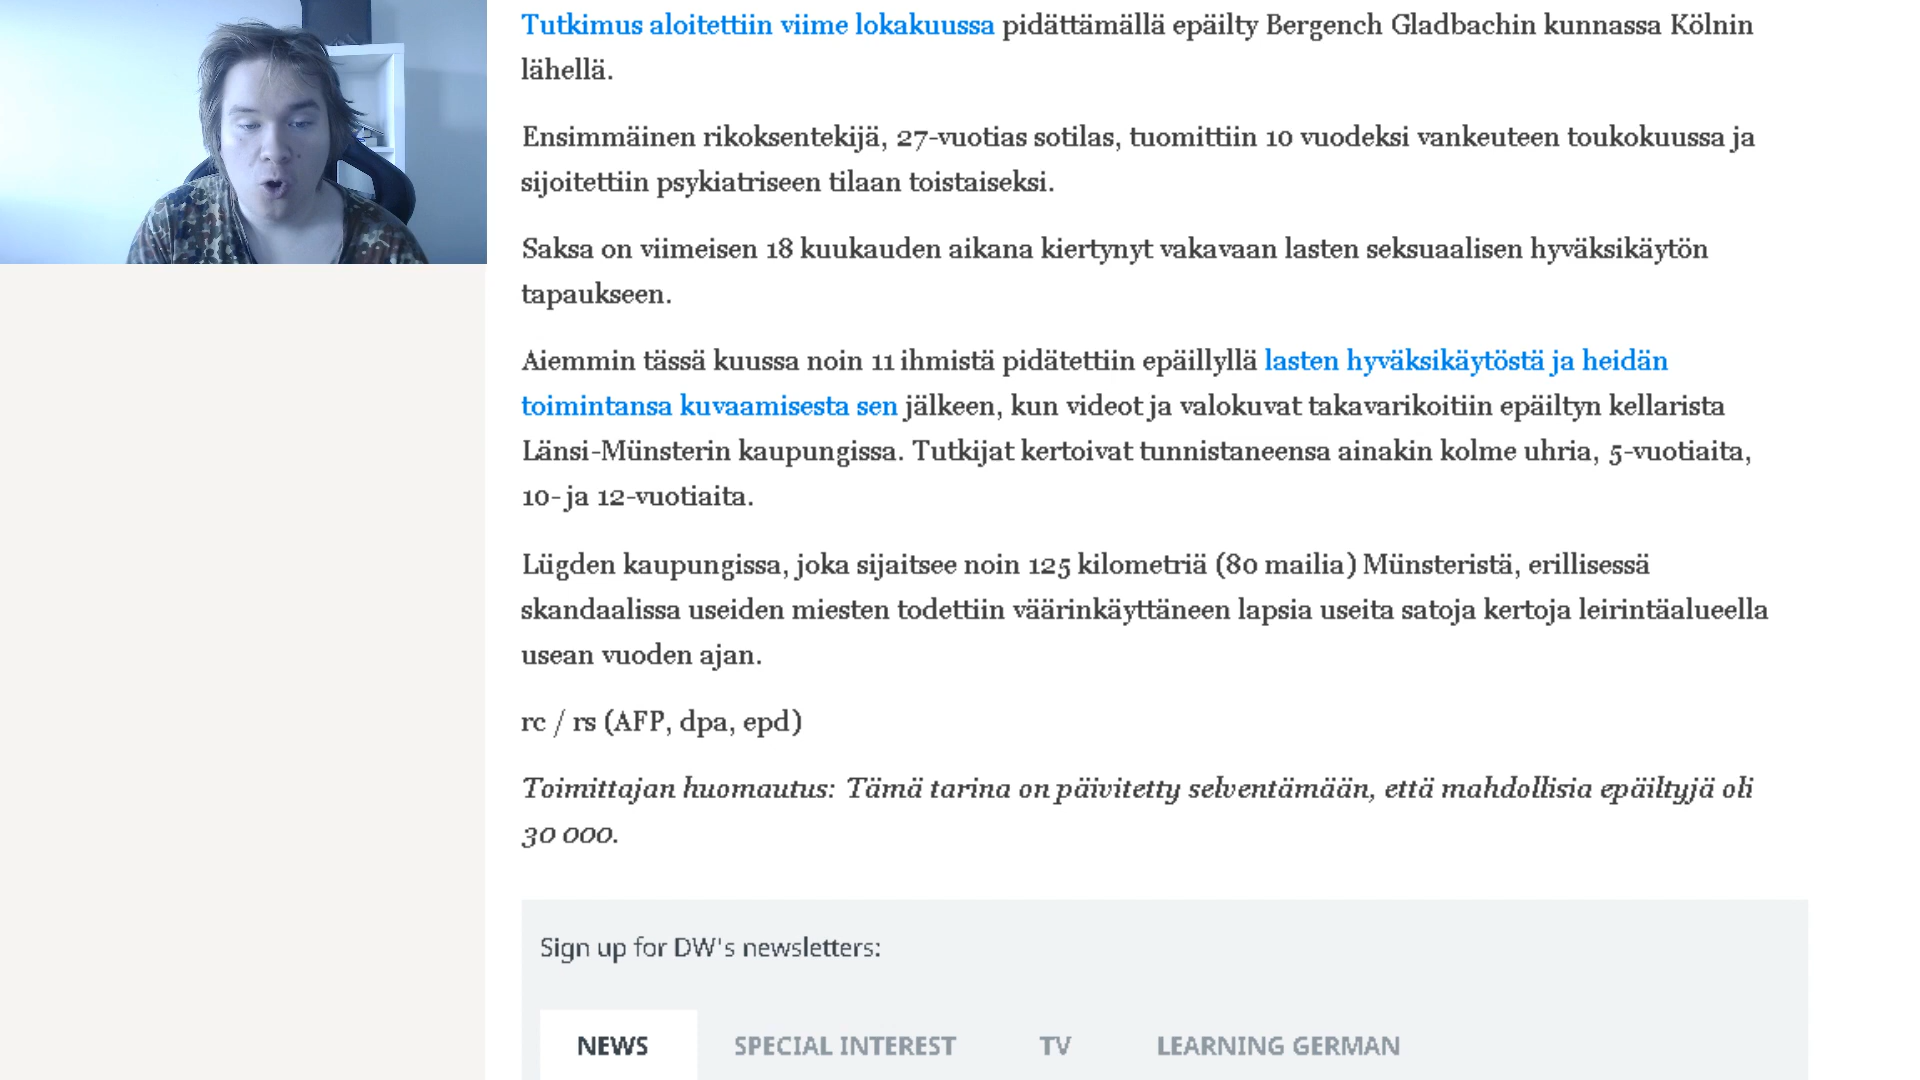 Tutkimus aloitettiin viime lokakuussa pidättämällä epäilty Bergench Gladbachin kunnassa Kölnin
lähellä.
Ensimmäinen rikoksentekijä, 27-vuotias sotilas, tuomittiin 10 vuodeksi vankeuteen toukokuussa ja
sijoitettiin psykiatriseen tilaan toistaiseksi.
Saksa on viimeisen 18 kuukauden aikana kiertynyt vakavaan lasten seksuaalisen hyväksikäytön
tapaukseen.
Aiemmin tässä kuussa noin 11 ihmistä pidätettiin epäillyllä lasten hyväksikäytöstä ja heidän
toimintansa kuvaamisesta sen jälkeen, kun videot ja valokuvat takavarikoitiin epäiltyn kellarista
Länsi-Münsterin kaupungissa. Tutkijat kertoivat tunnistaneensa ainakin kolme uhria, 5-vuotiaita,
10- ja 12-vuotiaita.
Lügden kaupungissa, joka sijaitsee noin 125 kilometriä (80 mailia) Münsteristä, erillisessä
skandaalissa useiden miesten todettiin väärinkäyttäneen lapsia useita satoja kertoja leirintäalueella
usean vuoden ajan.
rc / rs (AFP, dpa, epd)
Toimittajan huomautus: Tämä tarina on päivitetty selventämään, että mahdollisia epäiltyjä oli
30 000.
Sign up for DW's newsletters:
NEWS SPECIAL INTEREST TV LEARNING GERMAN